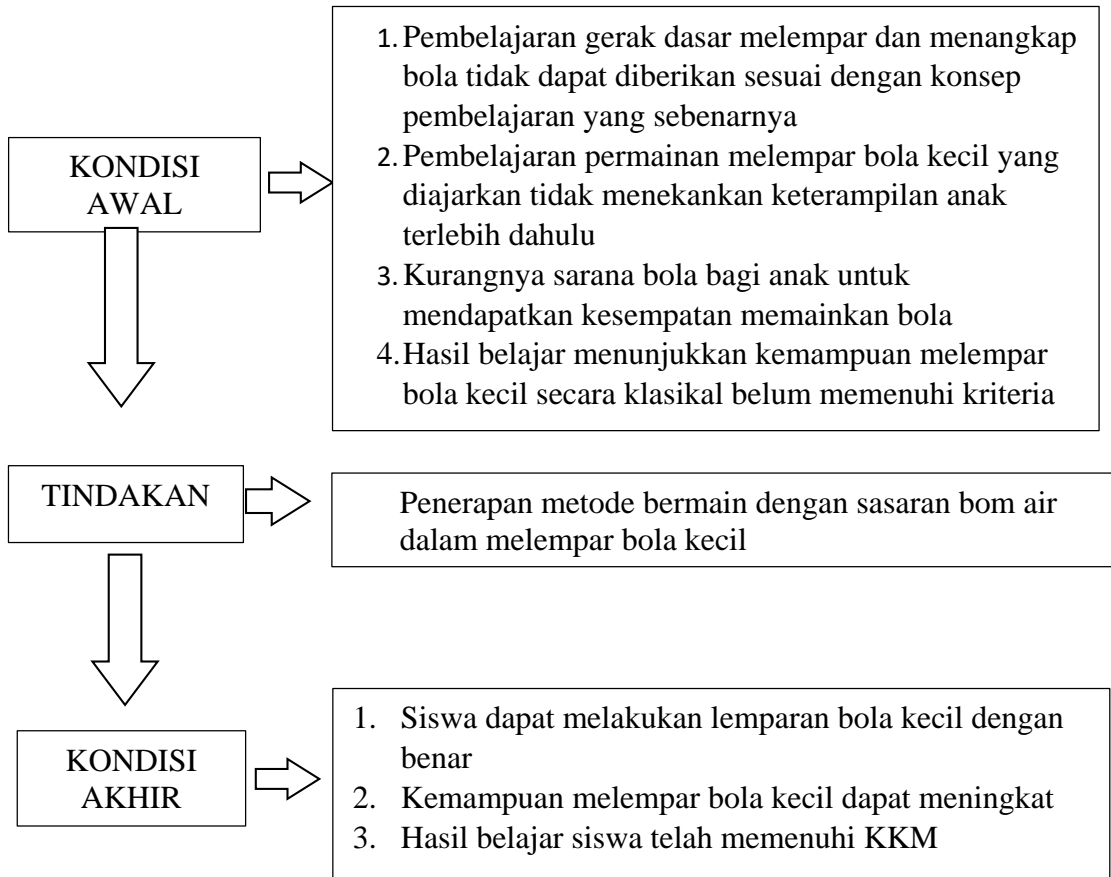 KONDISI
AWAL
1. Pembelajaran gerak dasar melempar dan menangkap
bola tidak dapat diberikan sesuai dengan konsep
pembelajaran yang sebenarnya
2. Pembelajaran permainan melempar bola kecil yang
diajarkan tidak menekankan keterampilan anak
terlebih dahulu
3. Kurangnya sarana bola bagi anak untuk
mendapatkan kesempatan memainkan bola
4. Hasil belajar menunjukkan kemampuan melempar
bola kecil secara klasikal belum memenuhi kriteria
TINDAKAN
Penerapan metode bermain dengan sasaran bom air
dalam melempar bola kecil
KONDISI
AKHIR
1. Siswa dapat melakukan lemparan bola kecil dengan
benar
2. Kemampuan melempar bola kecil dapat meningkat
3. Hasil belajar siswa telah memenuhi KKM